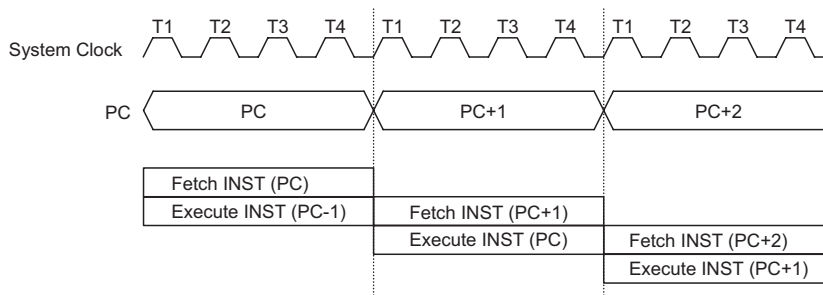 T1 T2 T3 T4 T1 T2 T3 T4 T1 T2 T3 T4
System Clock
PC PC PC+1 PC+2
Fetch INST (PC)
Execute INST (PC-1) Fetch INST (PC+1)
Execute INST (PC) Fetch INST (PC+2)
Execute INST (PC+1)